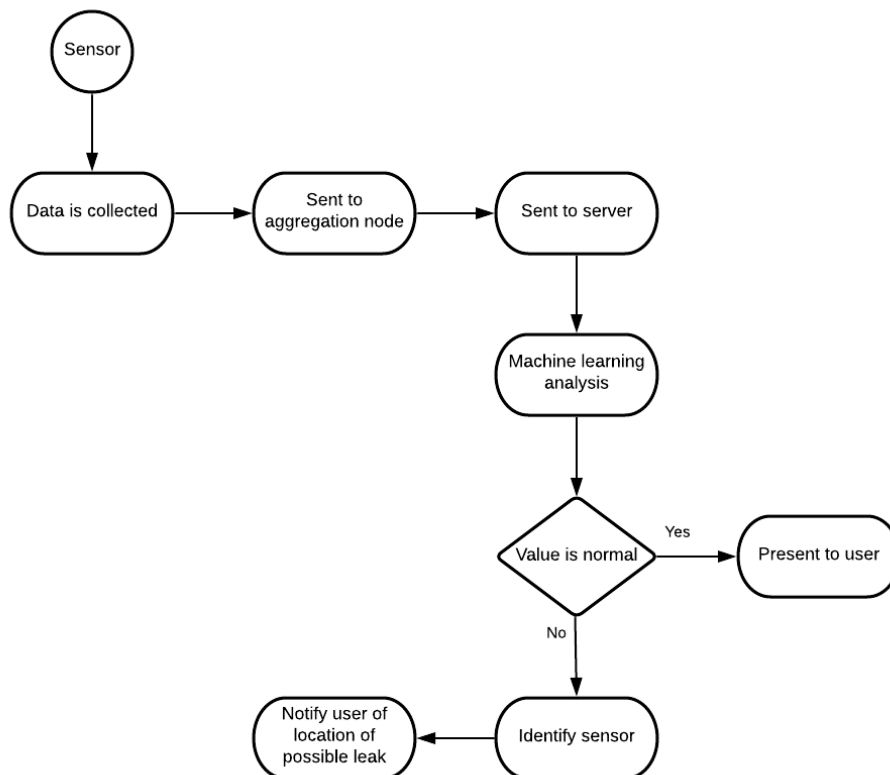 Sensor
Data is collected
Sent to
aggregation node
Sent to server
Machine learning
analysis
Value is normal
Yes
Present to user
No
Identify sensor
Notify user of
location of
possible leak